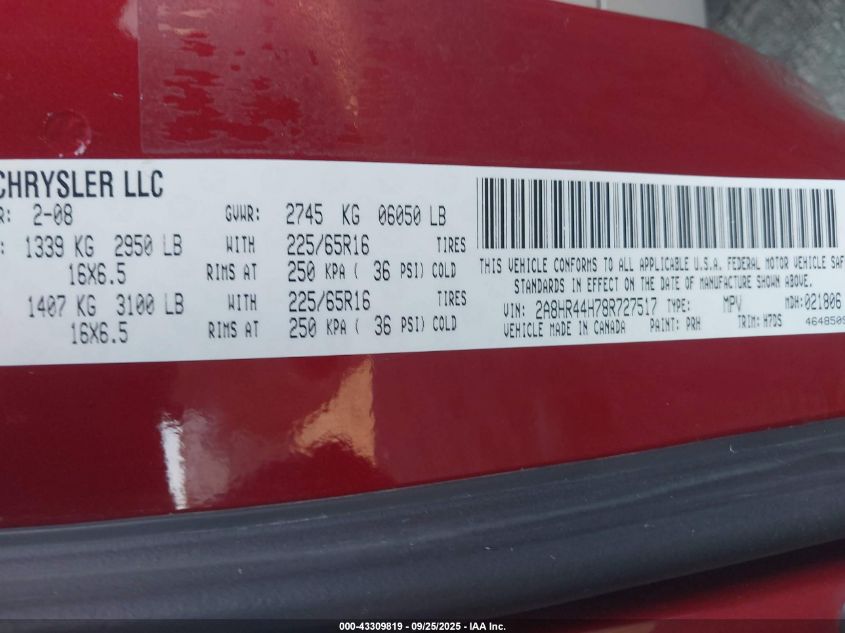 CHRYSLER LLC
R: 2-08 GVWR: 2745 KG 06050 LB
: 1339 KG 2950 LB WITH 225/65R16 TIRES
16X6.5 RIMS AT 250 KPA ( 36 PSI) COLD
1407 KG 3100 LB WITH 225/65R16 TIRES
16X6.5 RIMS AT 250 KPA ( 36 PSI) COLD
THIS VEHICLE CONFORMS TO ALL APPLICABLE U.S.A. FEDERAL MOTOR VEHICLE SAF
STANDARDS IN EFFECT ON THE DATE OF MANUFACTURE SHOWN ABOVE.
VIN: 2A8HR44H78R727517 TYPE: MPV MDH: 021806
VEHICLE MADE IN CANADA PAINT: PRH TRIM: H7DS 4648505
000-43309819 - 09/25/2025 - IAA Inc.